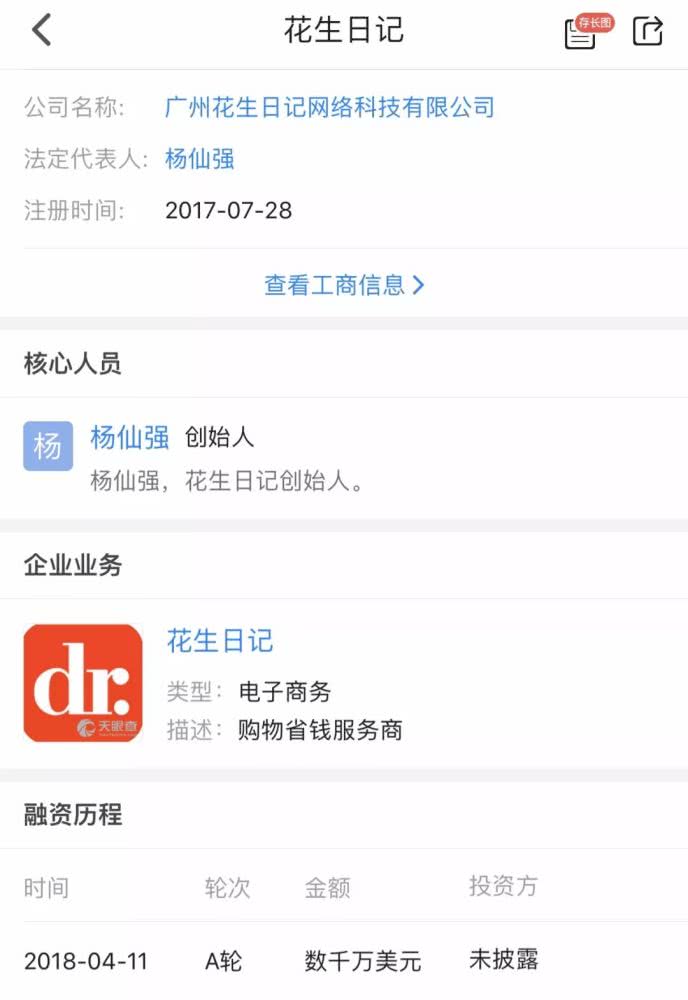 花生日记
存长图
公司名称: 广州花生日记网络科技有限公司
法定代表人: 杨仙强
注册时间: 2017-07-28
查看工商信息
核心人员
杨 杨仙强 创始人
杨仙强，花生日记创始人。
企业业务
dr.
天眼查
花生日记
类型: 电子商务
描述: 购物省钱服务商
融资历程
时间 轮次 金额 投资方
2018-04-11 A轮 数千万美元 未披露